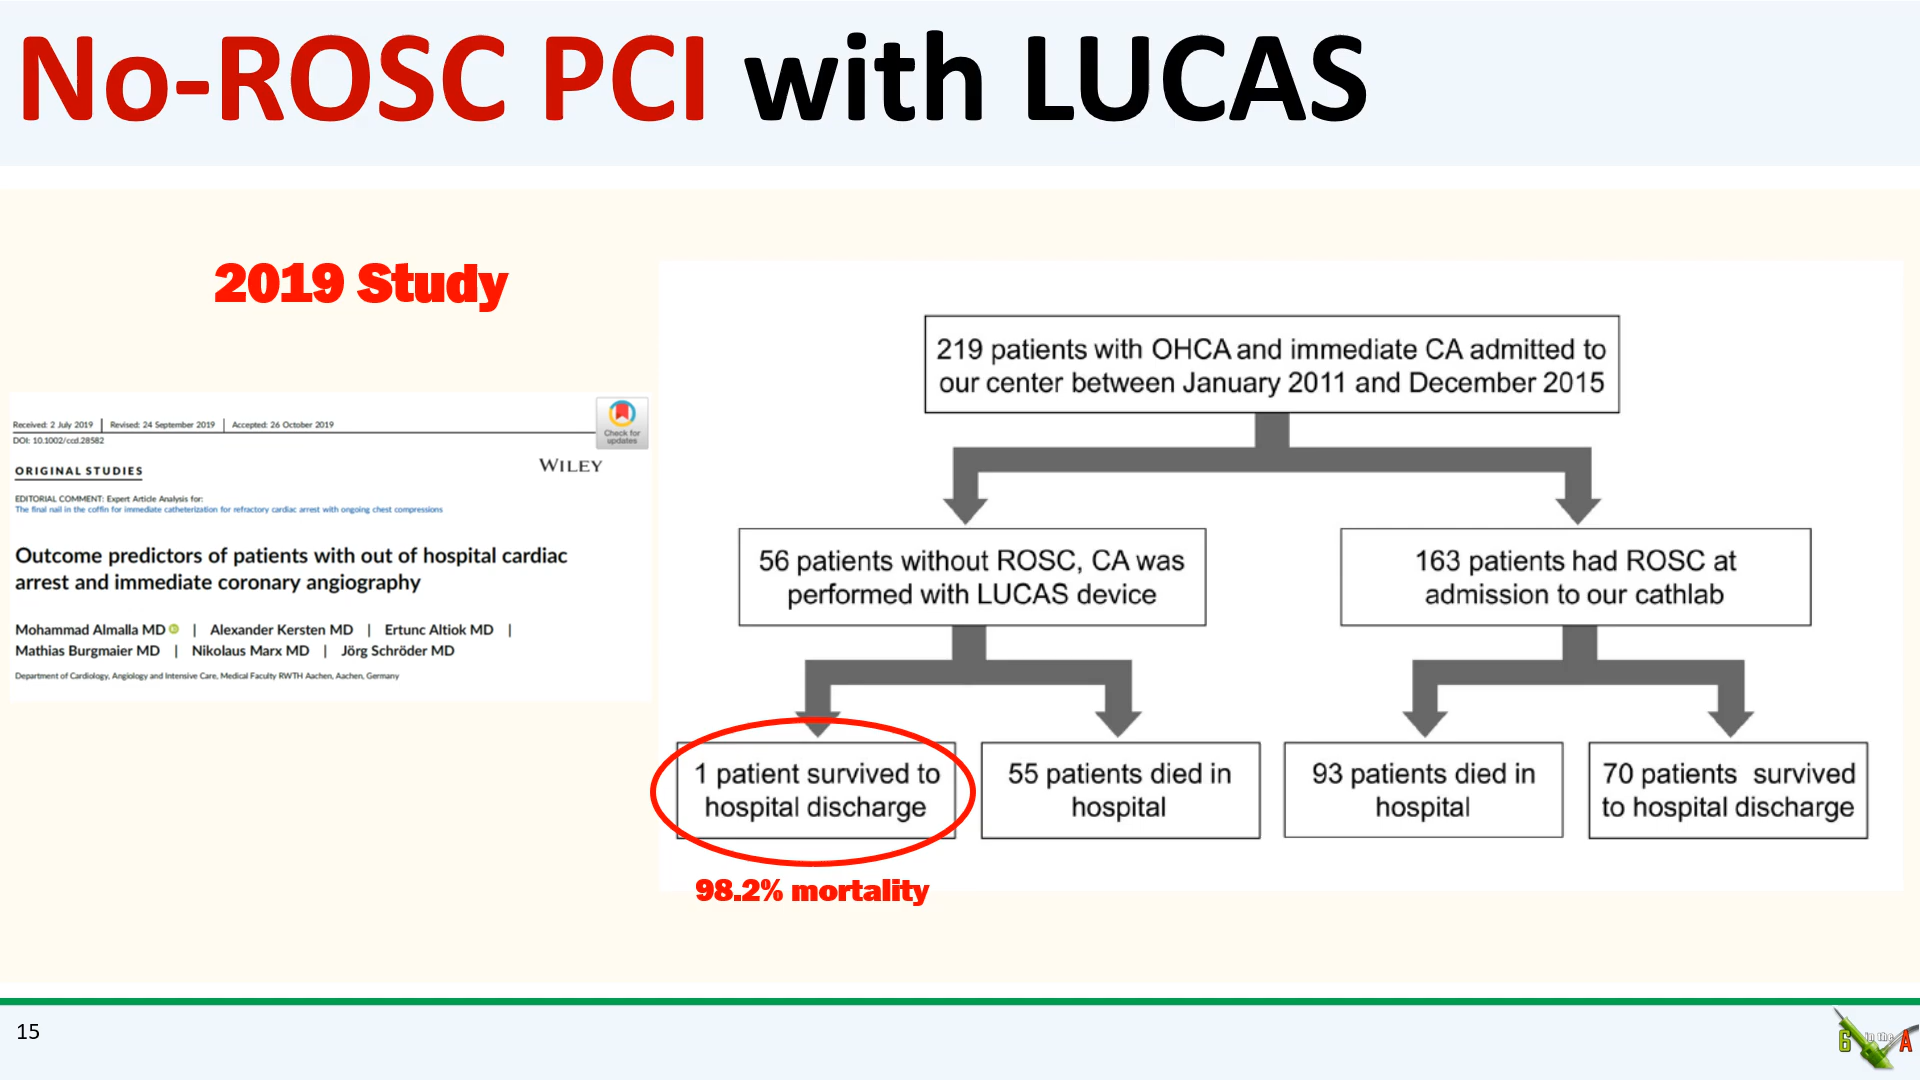 No-ROSC PCI with LUCAS
2019 Study
Received: 2 July 2019 | Revised: 24 September 2019 | Accepted: 26 October 2019
DOI: 10.1002/ccd.28582
Check for
updates
ORIGINAL STUDIES
WILEY
EDITORIAL COMMENT: Expert Article Analysis for:
The final nail in the coffin for immediate catheterization for refractory cardiac arrest with ongoing chest compressions
Outcome predictors of patients with out of hospital cardiac
arrest and immediate coronary angiography
Mohammad Almalla MD | Alexander Kersten MD | Ertunc Altiok MD |
Mathias Burgmaier MD | Nikolaus Marx MD | Jörg Schröder MD
Department of Cardiology, Angiology and Intensive Care, Medical Faculty RWTH Aachen, Aachen, Germany
219 patients with OHCA and immediate CA admitted to
our center between January 2011 and December 2015
56 patients without ROSC, CA was
performed with LUCAS device
163 patients had ROSC at
admission to our cathlab
1 patient survived to
hospital discharge
55 patients died in
hospital
93 patients died in
hospital
70 patients survived
to hospital discharge
98.2% mortality
15
6 in the A